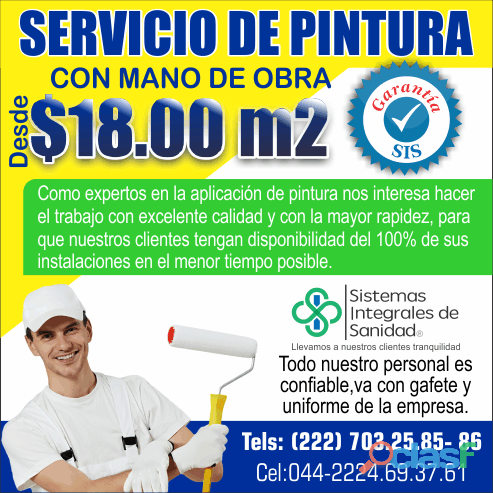 SERVICIO DE PINTURA
CON MANO DE OBRA
Desde
$18.00 m2
Garantía
SIS
Como expertos en la aplicación de pintura nos interesa hacer
el trabajo con excelente calidad y con la mayor rapidez, para
que nuestros clientes tengan disponibilidad del 100% de sus
instalaciones en el menor tiempo posible.
Sistemas
Integrales de
Sanidad®
Llevamos a nuestros clientes tranquilidad
Todo nuestro personal es
confiable,va con gafete y
uniforme de la empresa.
Tels: (222) 703.25.85- 86
Cel:044-2224.69.37.61
clasf